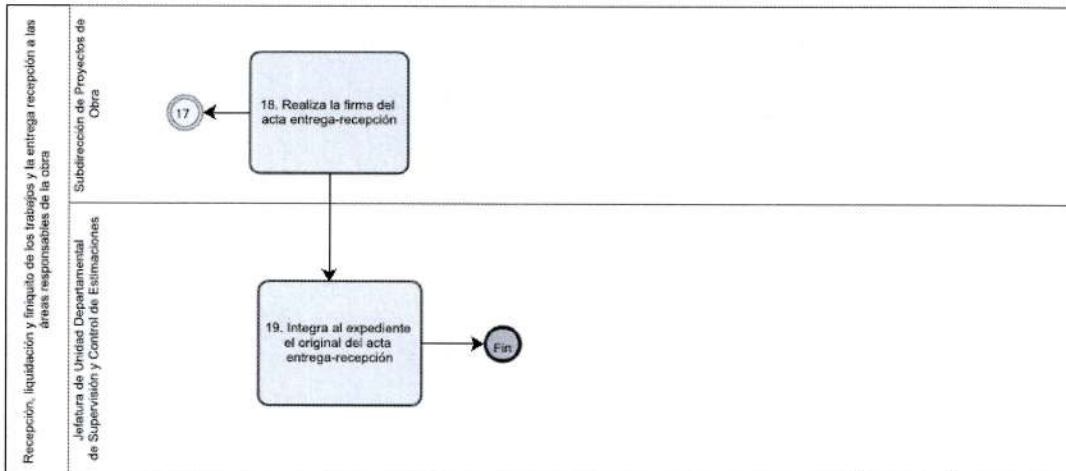 Recepción, liquidación y finiquito de los trabajos y la entrega recepción a las
áreas responsables de la obra
Subdirección de Proyectos de
Obra
17
18. Realiza la firma del
acta entrega-recepción
Jefatura de Unidad Departamental
de Supervisión y Control de Estimaciones
19. Integra al expediente
el original del acta
entrega-recepción
Fin